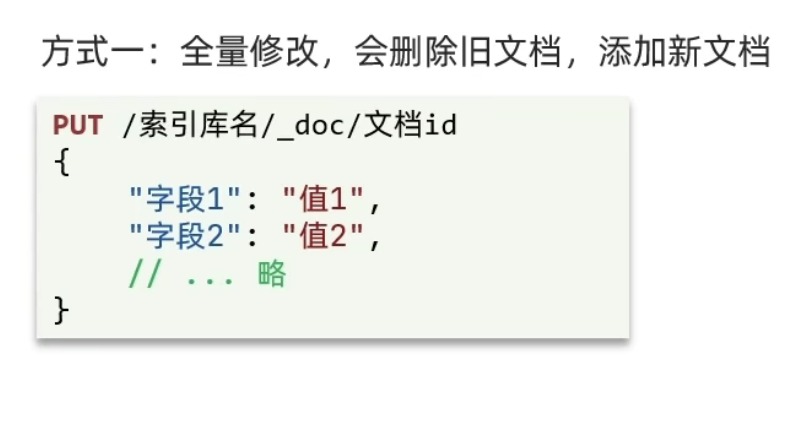 方式一：全量修改，会删除旧文档，添加新文档
PUT /索引库名/_doc/文档id
{
    "字段1": "值1",
    "字段2": "值2",
    // ... 略
}